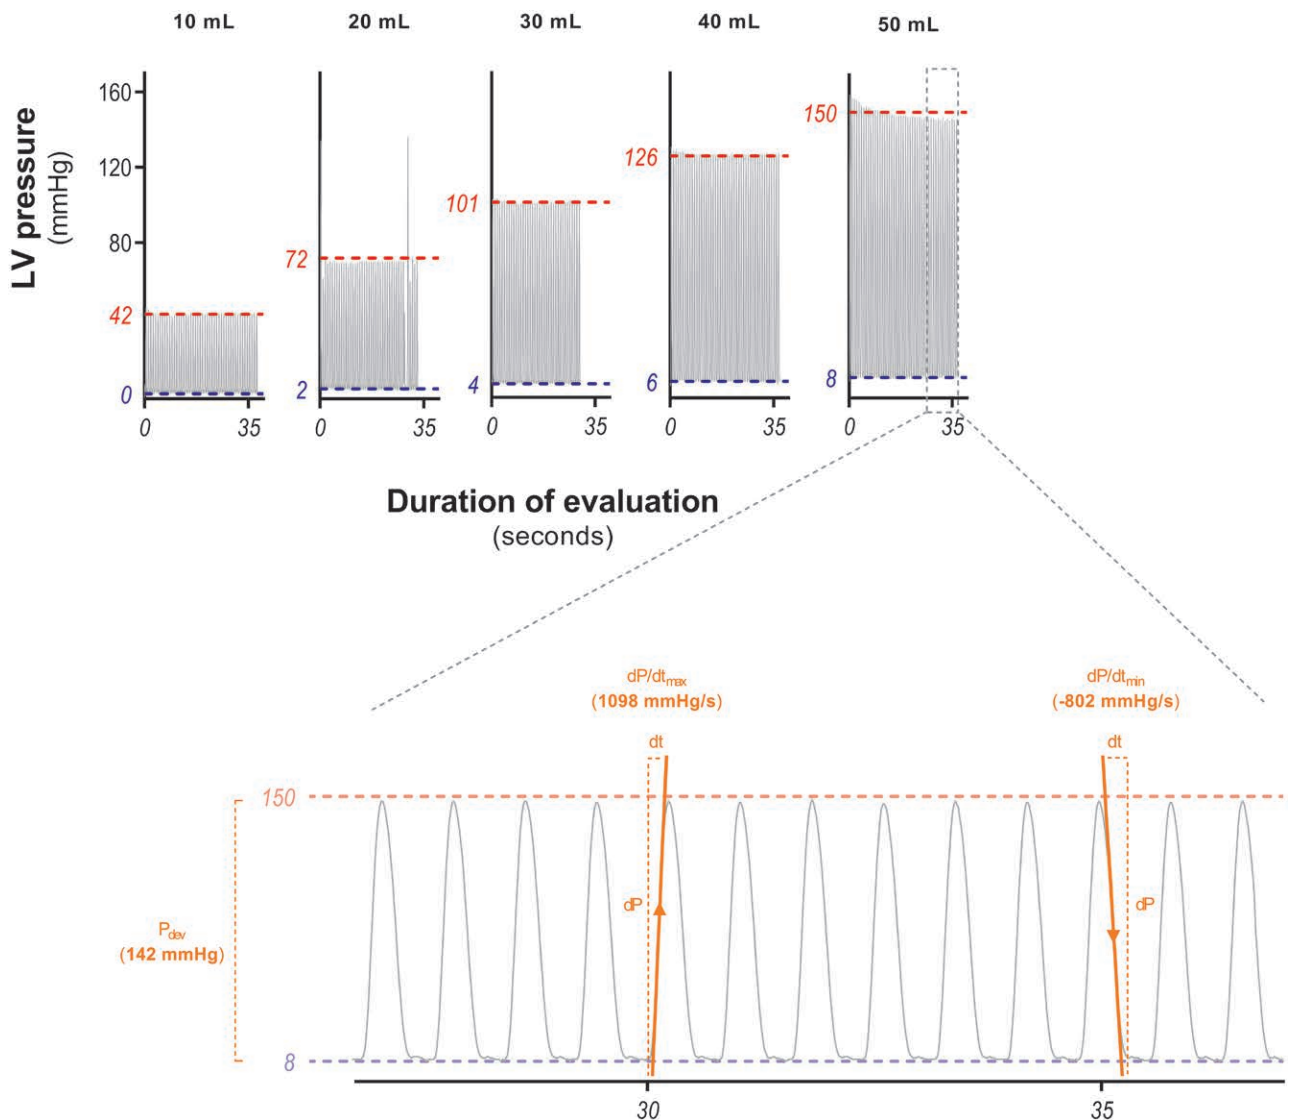 10 mL
20 mL
30 mL
40 mL
50 mL
LV pressure
(mmHg)
160
120
80
42
0
0
35
72
2
0
35
101
4
0
35
126
6
0
35
150
8
0
35
Duration of evaluation
(seconds)
dP/dtmax
(1098 mmHg/s)
dt
dP
dP/dtmin
(-802 mmHg/s)
dt
dP
150
Pdev
(142 mmHg)
8
30
35